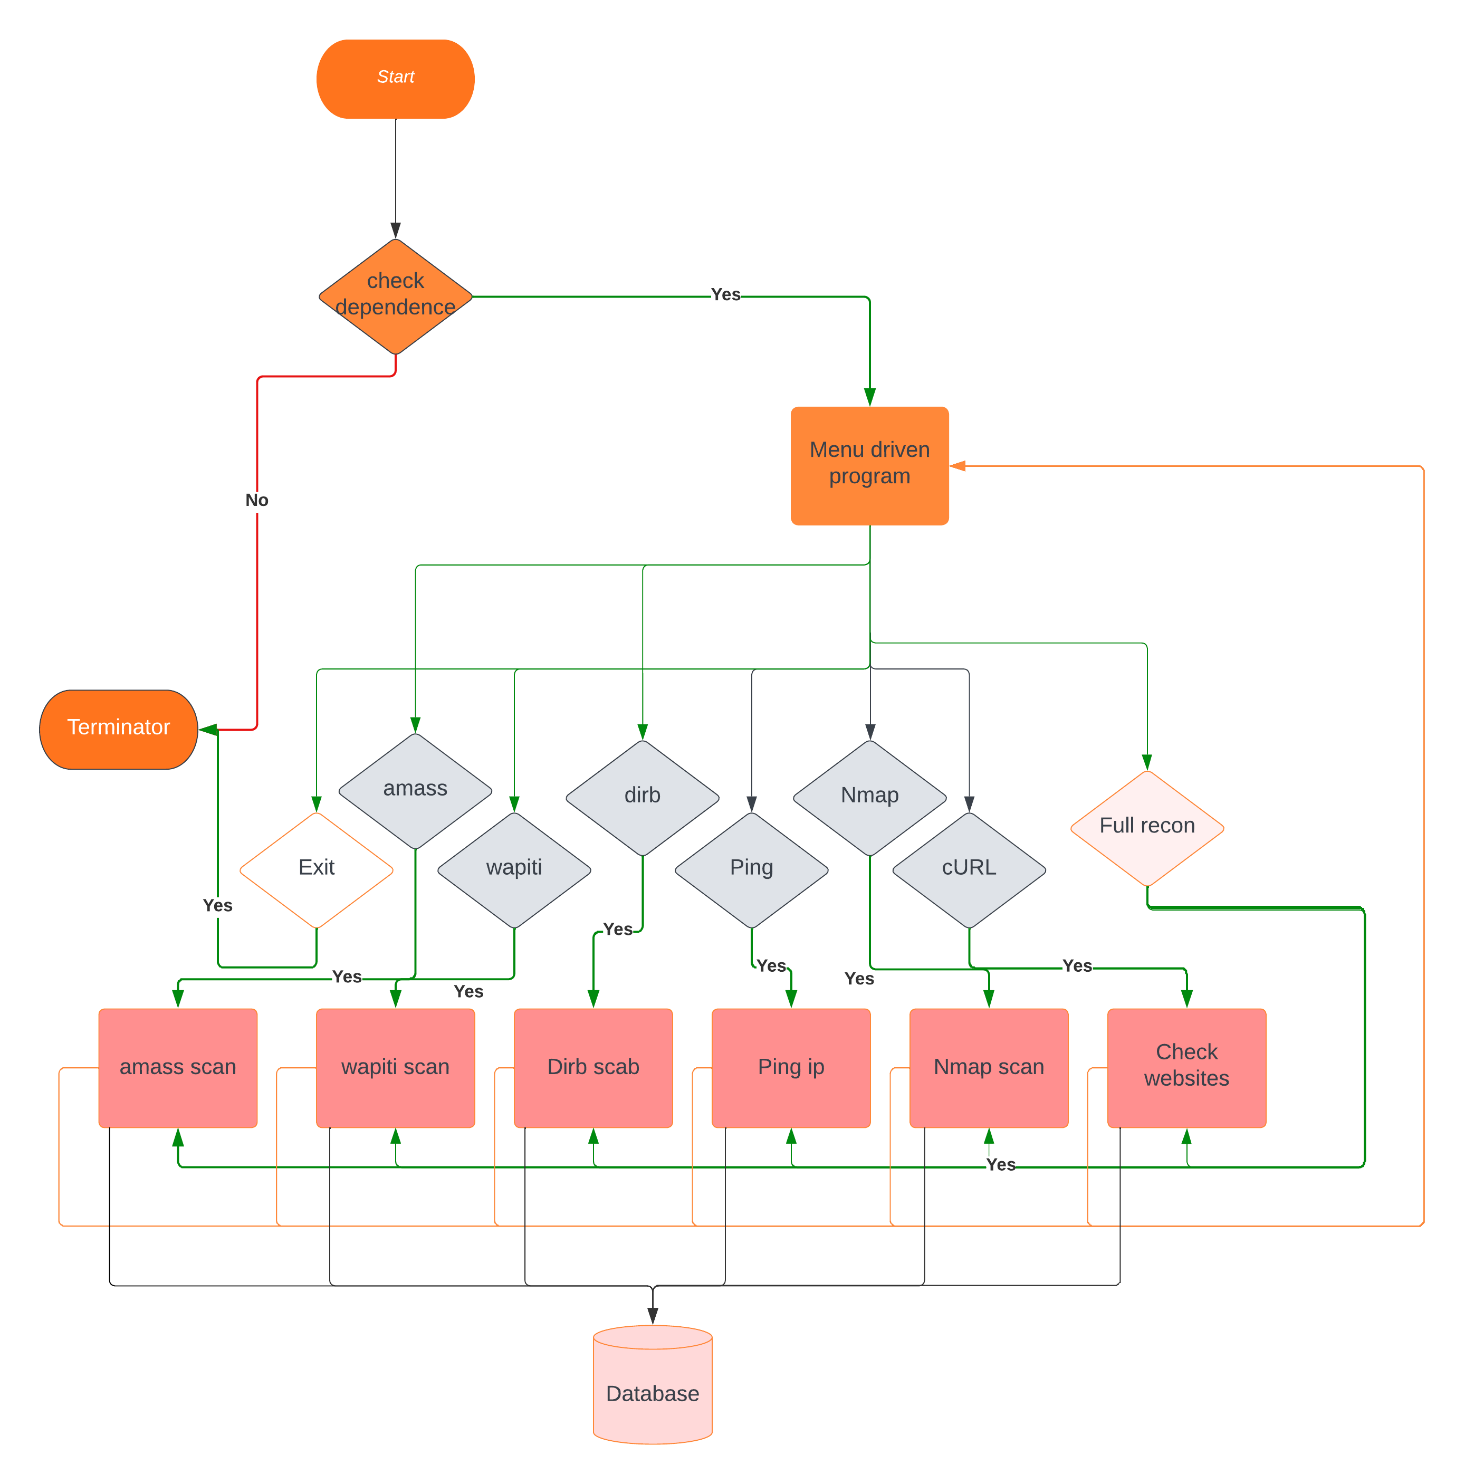 Start
check
dependence
Yes
Menu driven
program
No
Terminator
amass
dirb
Nmap
Full recon
Exit
wapiti
Ping
cURL
Yes
Yes
Yes
Yes
Yes
Yes
Yes
amass scan
wapiti scan
Dirb scab
Ping ip
Nmap scan
Check
websites
Yes
Database